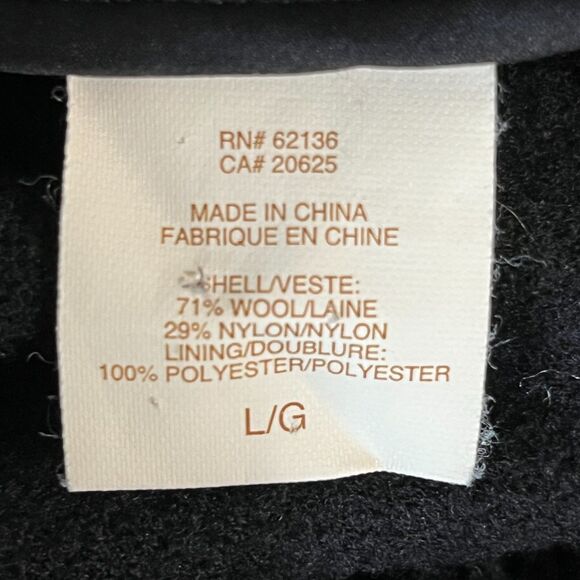 RN# 62136
CA# 20625
MADE IN CHINA
FABRIQUE EN CHINE
SHELL/VESTE:
71% WOOL/LAINE
29% NYLON/NYLON
LINING/DOUBLURE:
100% POLYESTER/POLYESTER
L/G